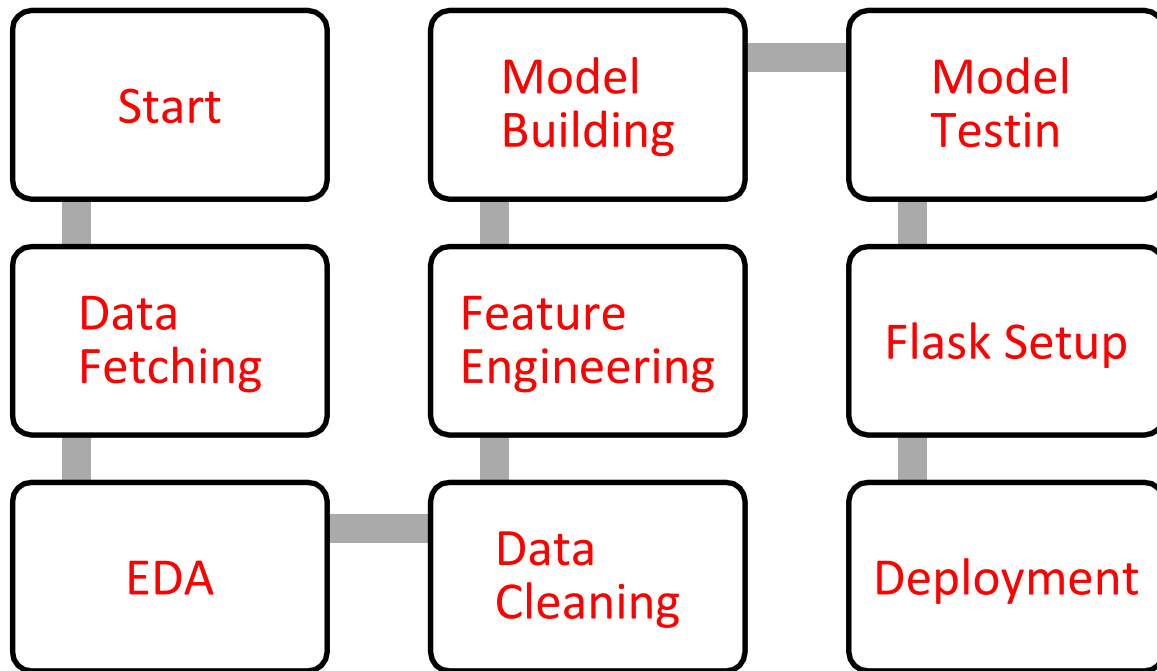 Start
Data
Fetching
EDA
Data
Cleaning
Feature
Engineering
Model
Building
Model
Testin
Flask Setup
Deployment